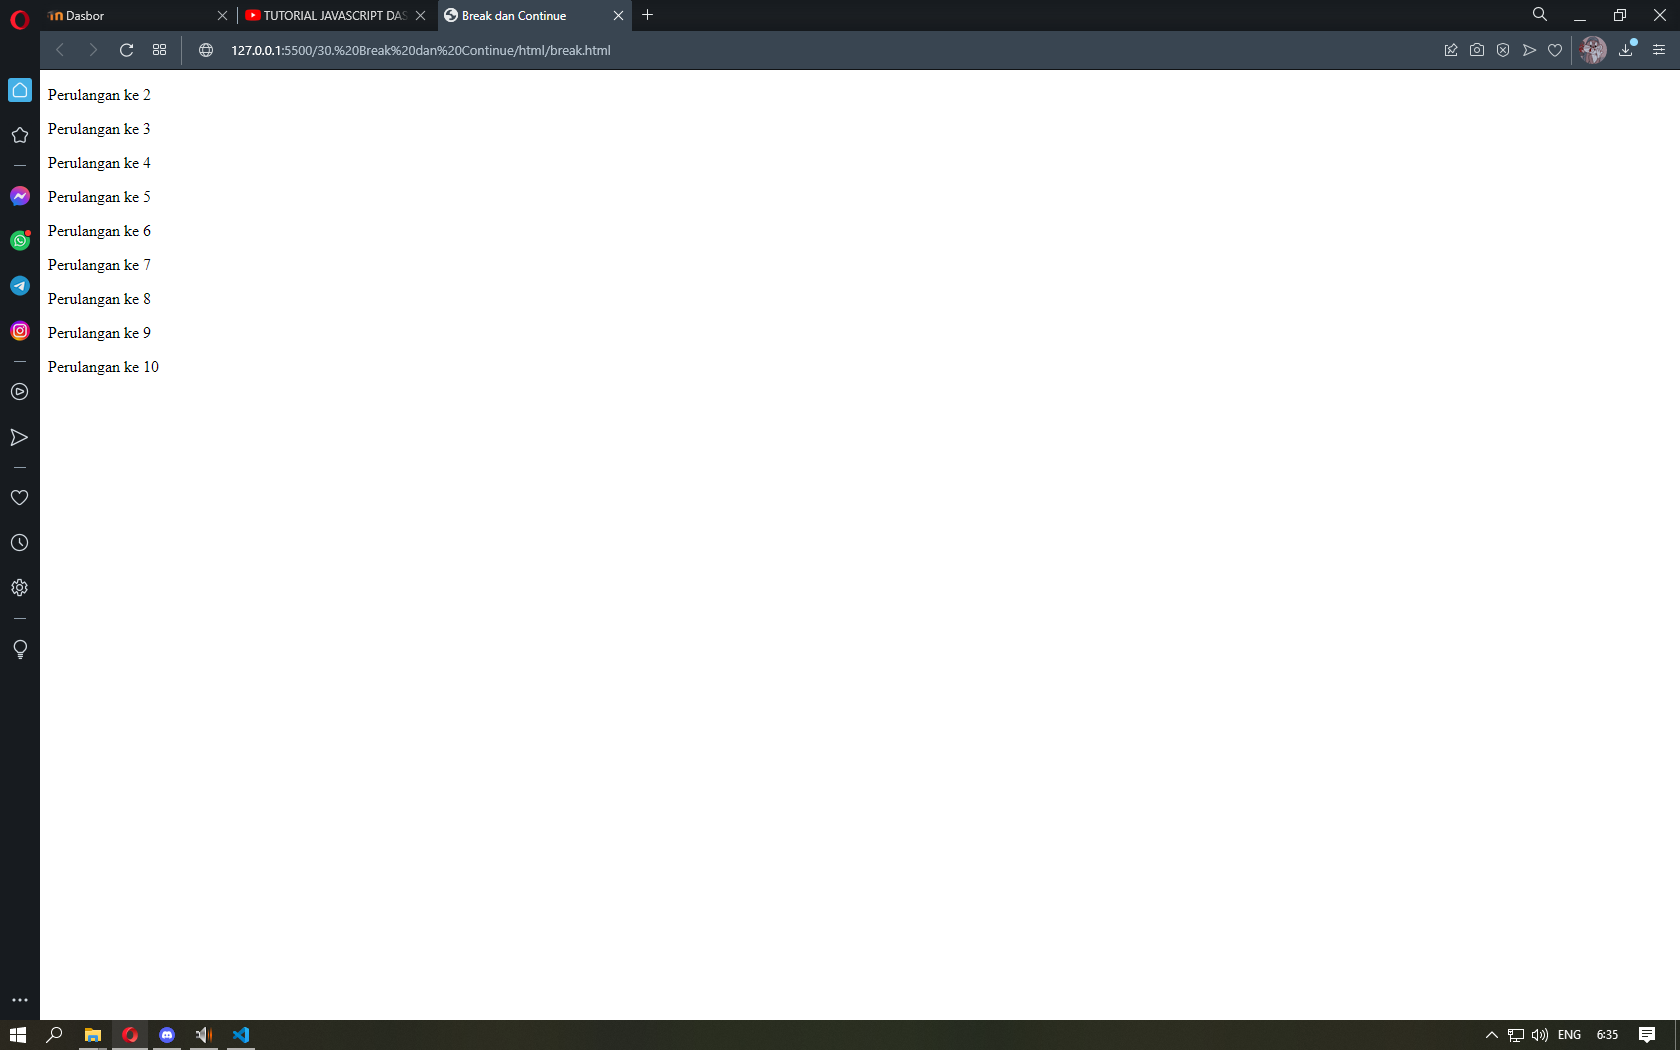 Dasbor
TUTORIAL JAVASCRIPT DAS
Break dan Continue
127.0.0.1:5500/30.%20Break%20dan%20Continue/html/break.html
Perulangan ke 2
Perulangan ke 3
Perulangan ke 4
Perulangan ke 5
Perulangan ke 6
Perulangan ke 7
Perulangan ke 8
Perulangan ke 9
Perulangan ke 10
ENG
6:35